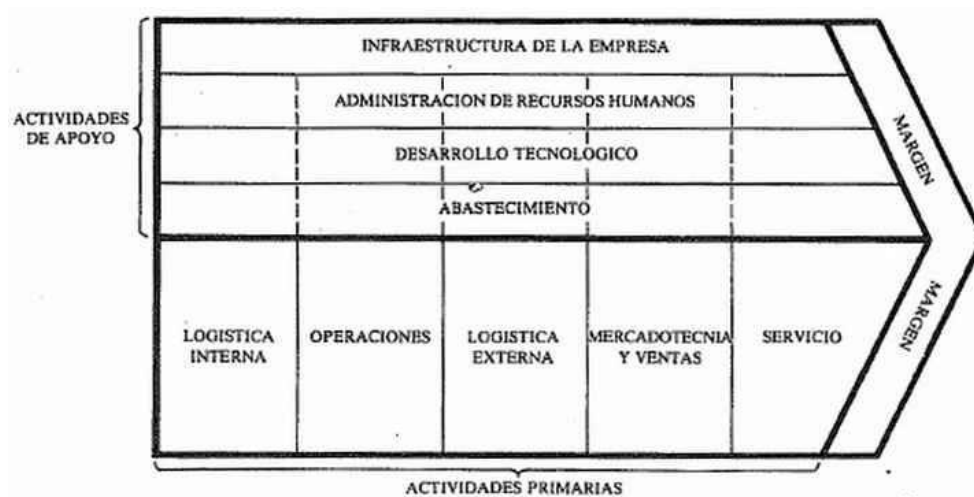 INFRAESTRUCTURA DE LA EMPRESA
ADMINISTRACION DE RECURSOS HUMANOS
ACTIVIDADES
DE APOYO
DESARROLLO TECNOLOGICO
ABASTECIMIENTO
MARGEN
LOGISTICA
INTERNA
OPERACIONES
LOGISTICA
EXTERNA
MERCADOTECNIA
Y VENTAS
SERVICIO
MARGEN
ACTIVIDADES PRIMARIAS